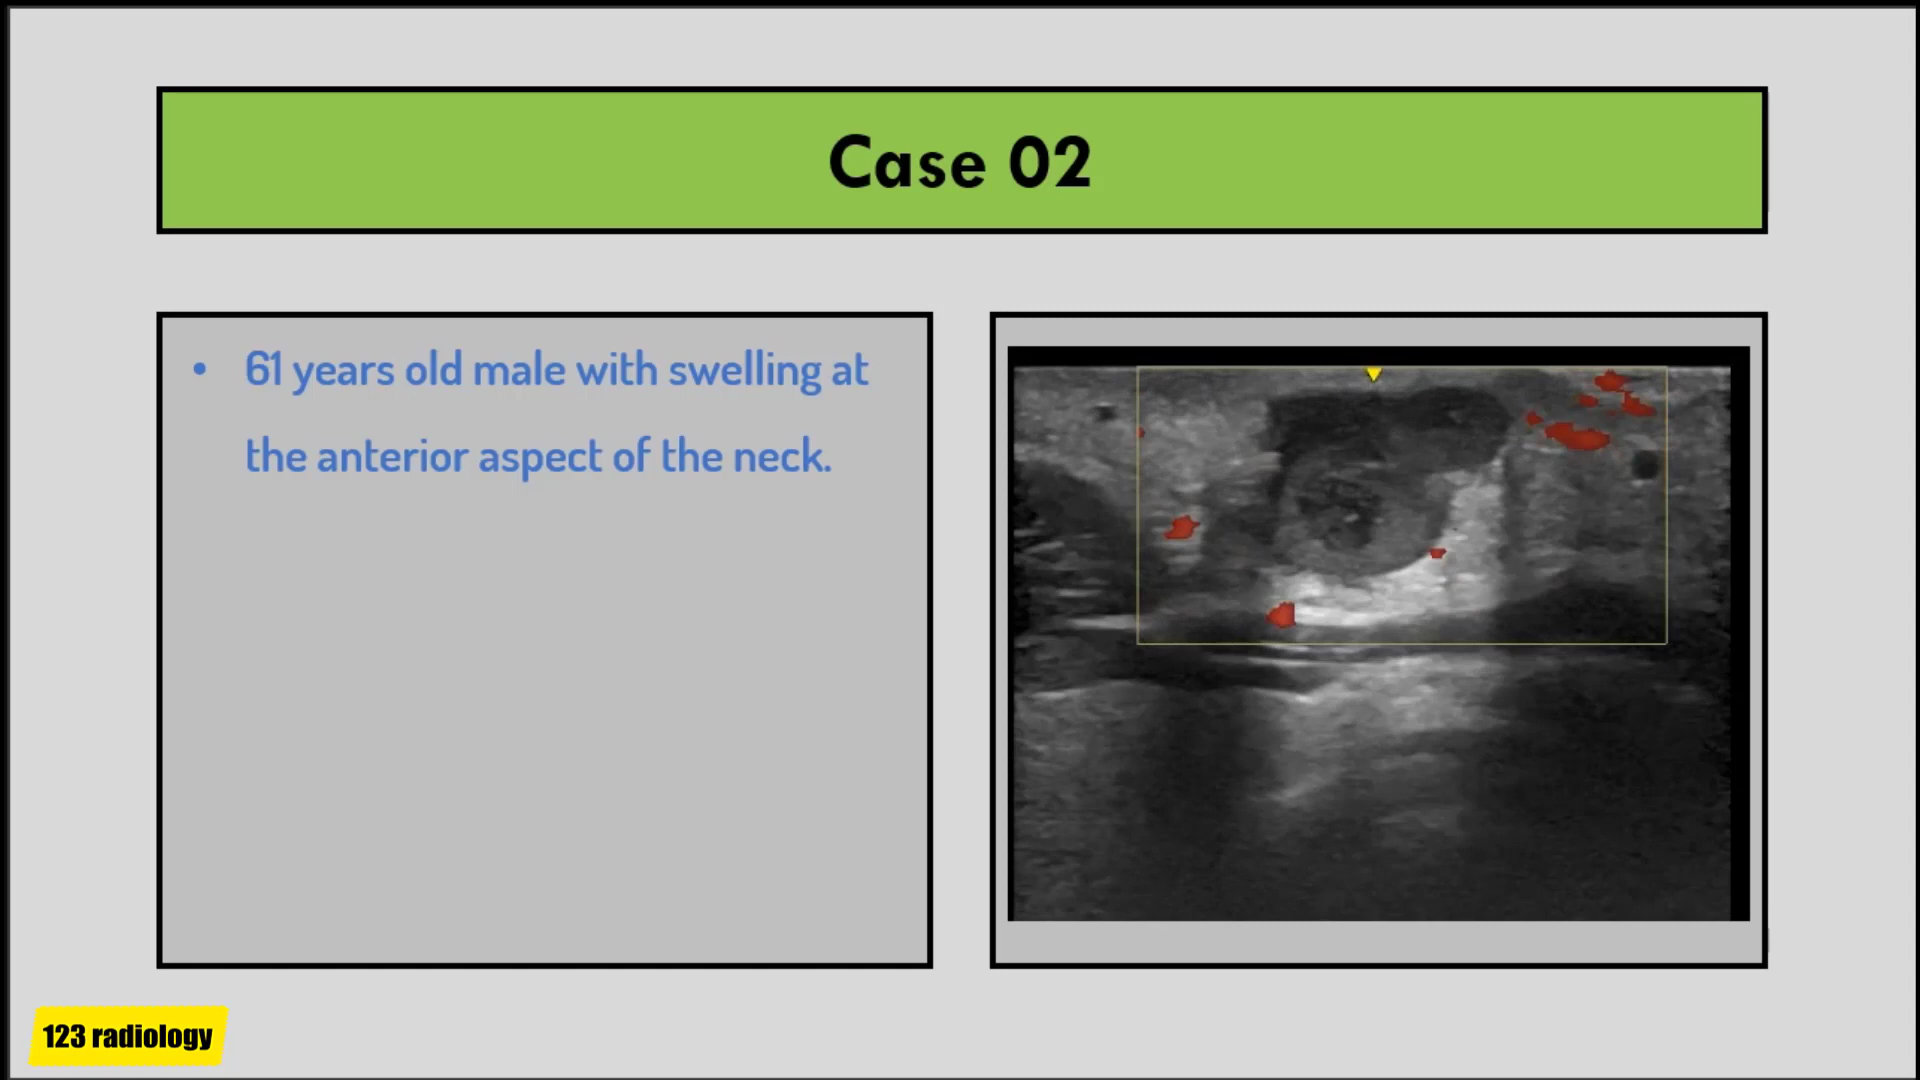 Case 02
• 61 years old male with swelling at
the anterior aspect of the neck.
123 radiology